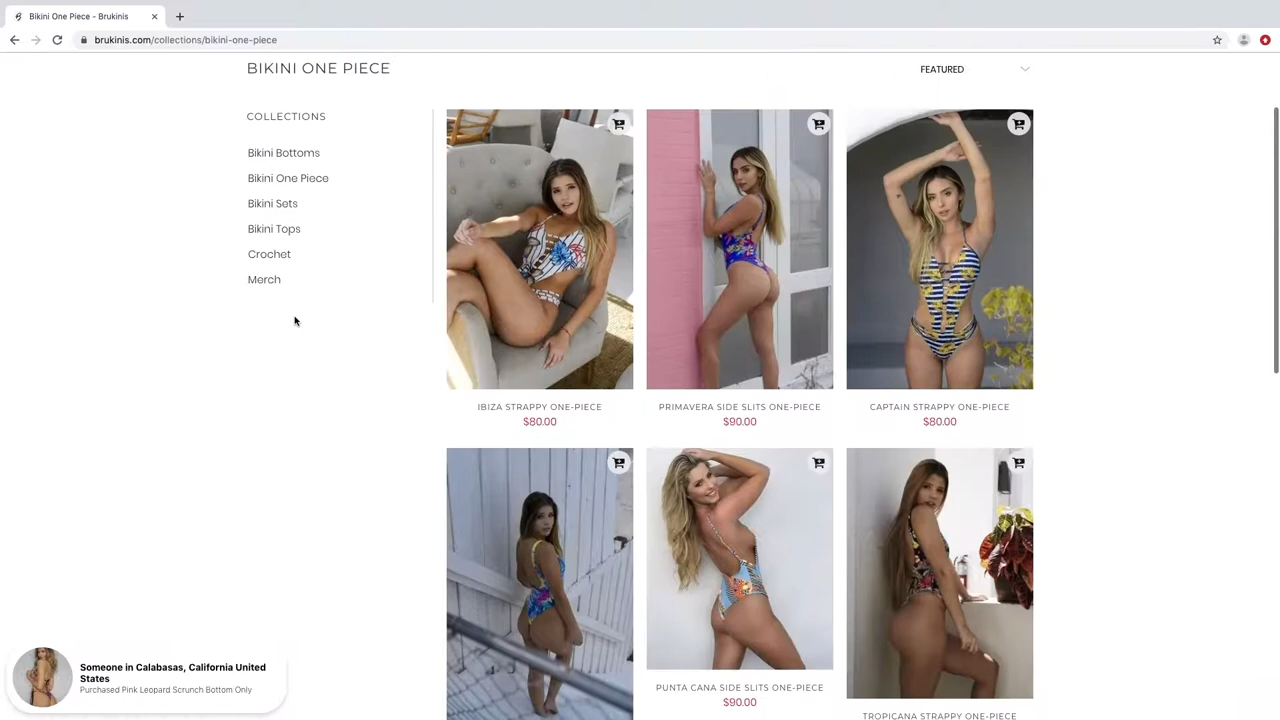 Bikini One Piece - Brukinis
brukinis.com/collections/bikini-one-piece
BIKINI ONE PIECE
FEATURED
COLLECTIONS
Bikini Bottoms
Bikini One Piece
Bikini Sets
Bikini Tops
Crochet
Merch
IBIZA STRAPPY ONE-PIECE
$80.00
PRIMAVERA SIDE SLITS ONE-PIECE
$90.00
CAPTAIN STRAPPY ONE-PIECE
$80.00
PUNTA CANA SIDE SLITS ONE-PIECE
$90.00
TROPICANA STRAPPY ONE-PIECE
Someone in Calabasas, California United
States
Purchased Pink Leopard Scrunch Bottom Only